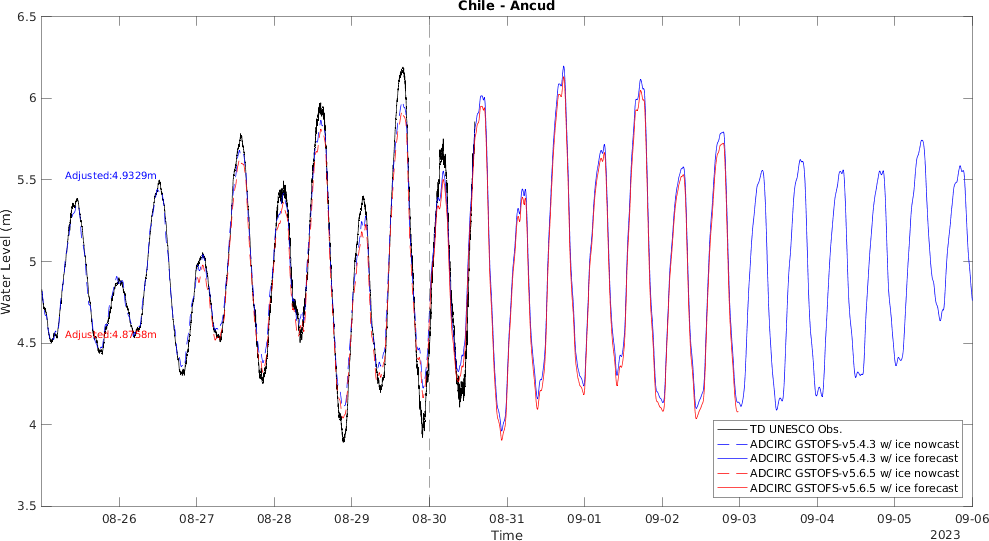 Chile - Ancud
6.5
6
5.5
5
4.5
4
3.5
Water Level (m)
Adjusted:4.9329m
Adjusted:4.8758m
TD UNESCO Obs.
ADCIRC GSTOFS-v5.4.3 w/ ice nowcast
ADCIRC GSTOFS-v5.4.3 w/ ice forecast
ADCIRC GSTOFS-v5.6.5 w/ ice nowcast
ADCIRC GSTOFS-v5.6.5 w/ ice forecast
08-26 08-27 08-28 08-29 08-30 08-31 09-01 09-02 09-03 09-04 09-05 09-06
Time
2023